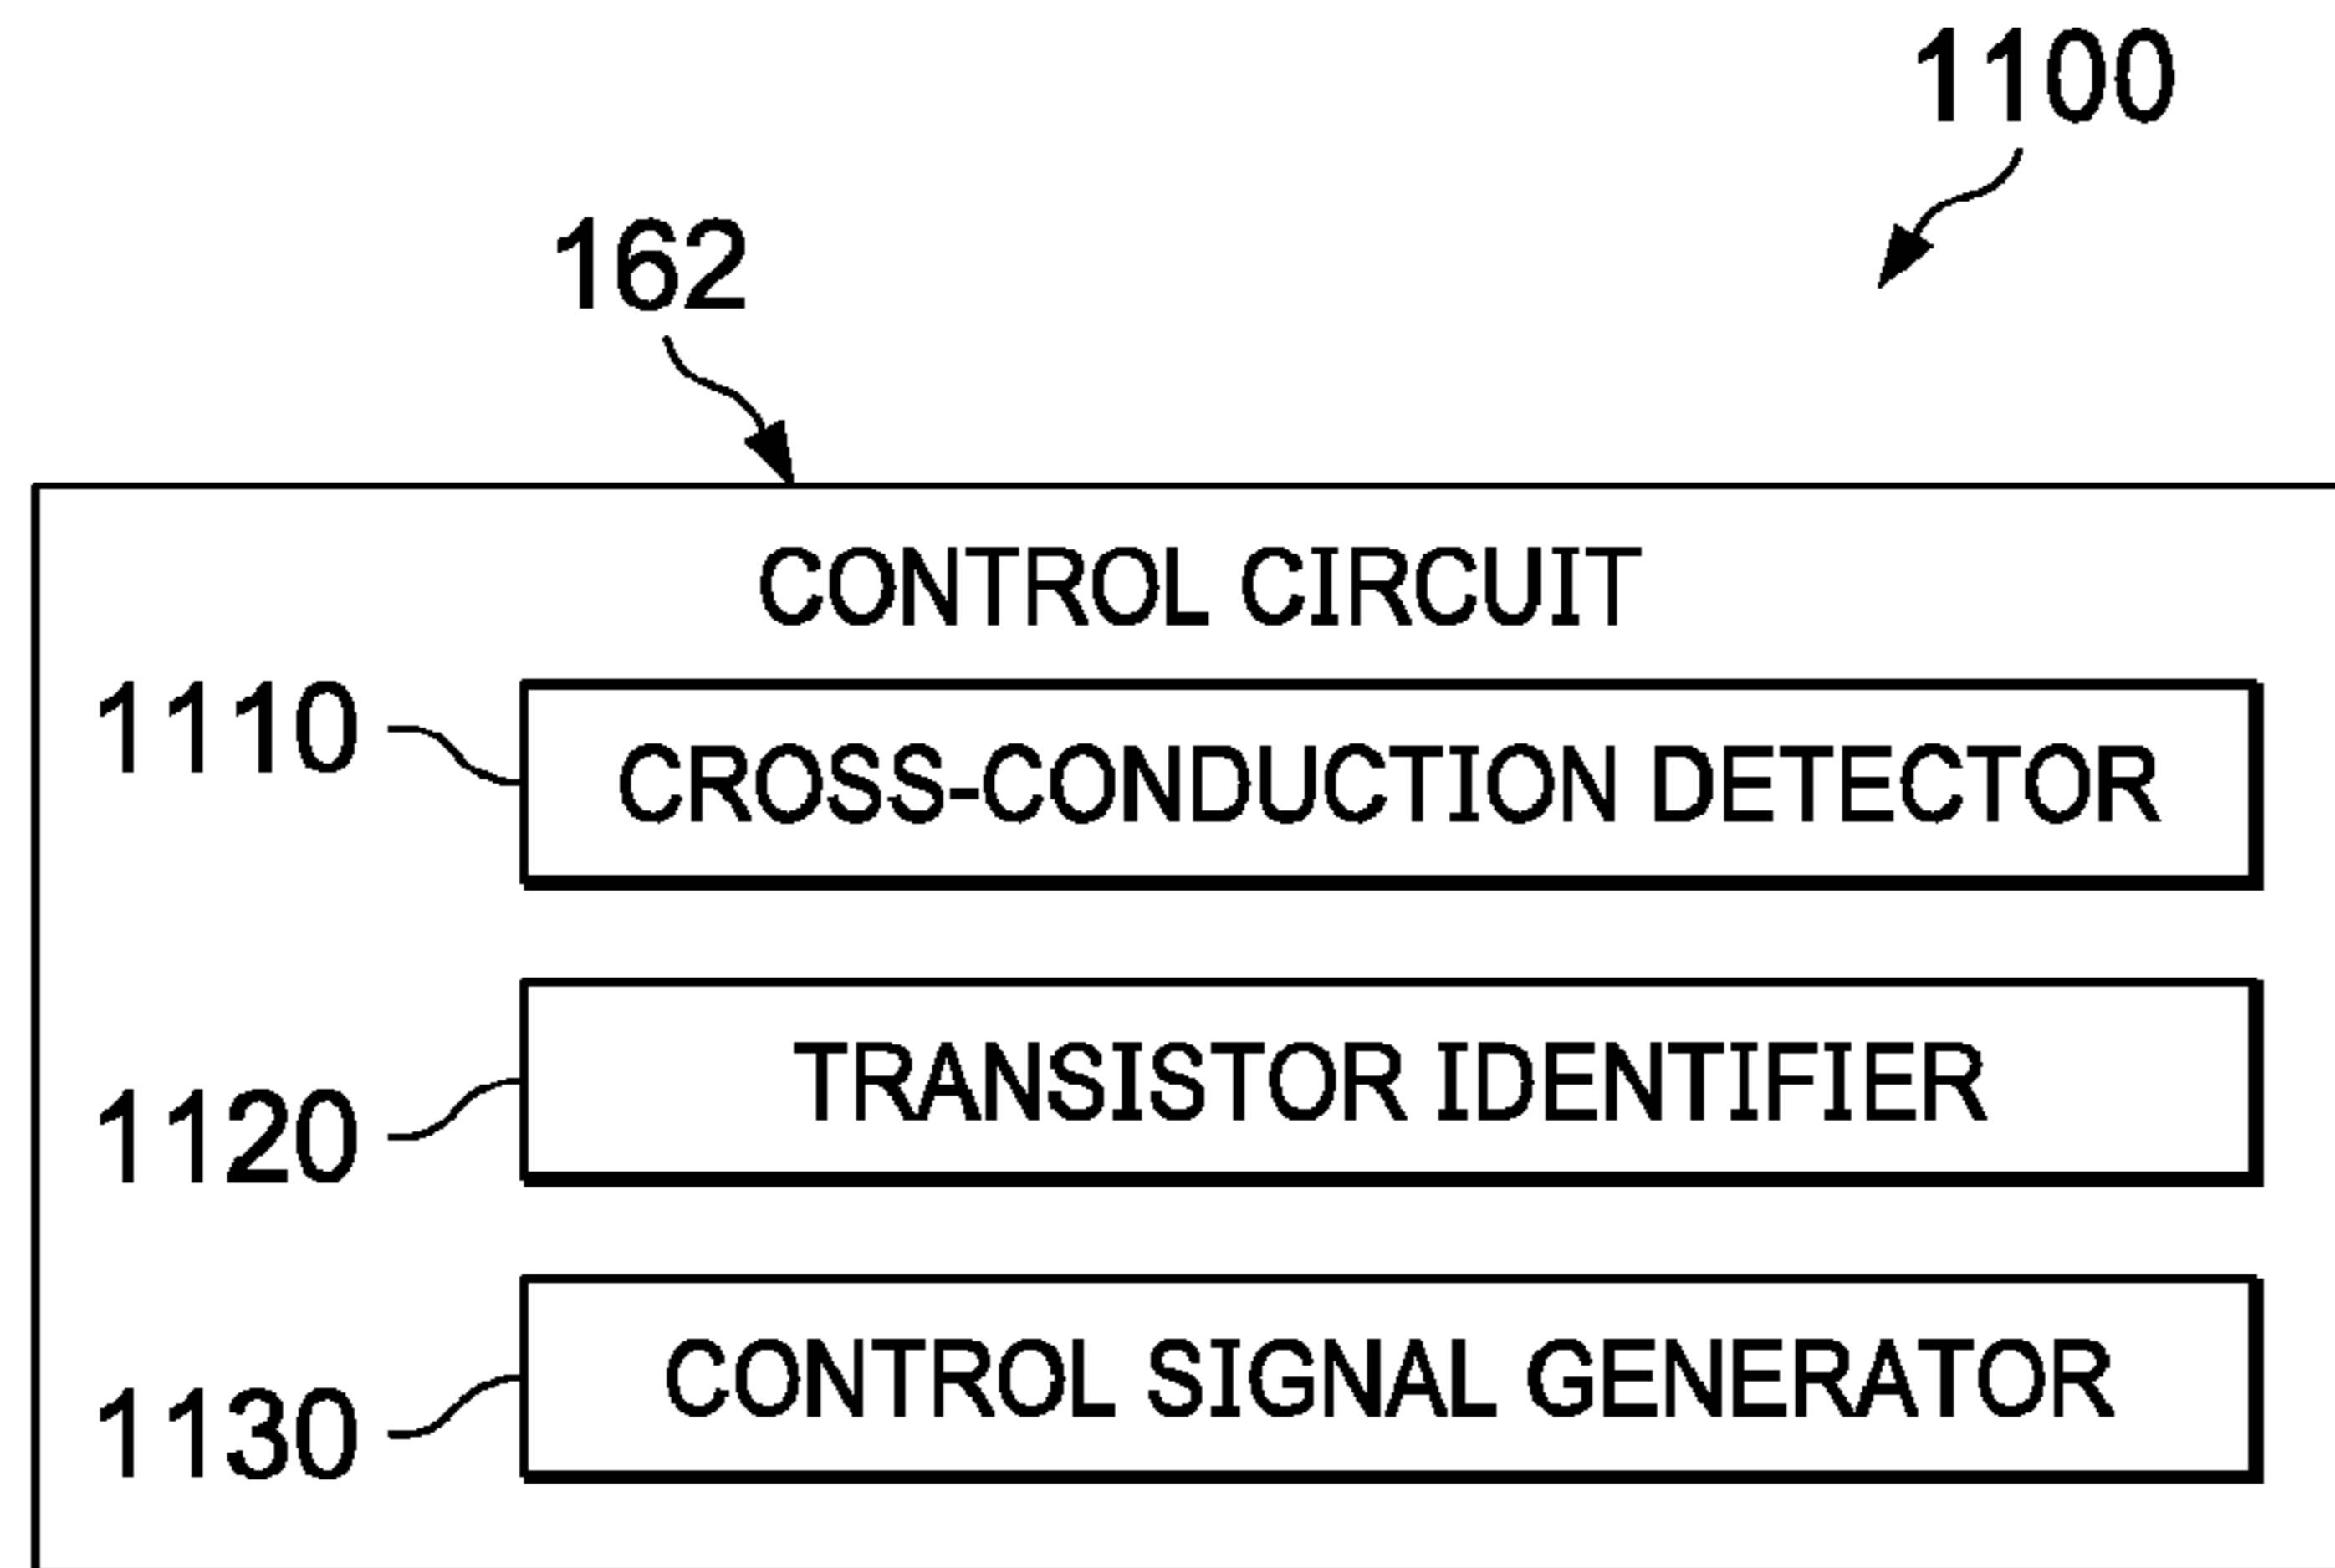 1100
162
CONTROL CIRCUIT
1110
CROSS-CONDUCTION DETECTOR
1120
TRANSISTOR IDENTIFIER
1130
CONTROL SIGNAL GENERATOR